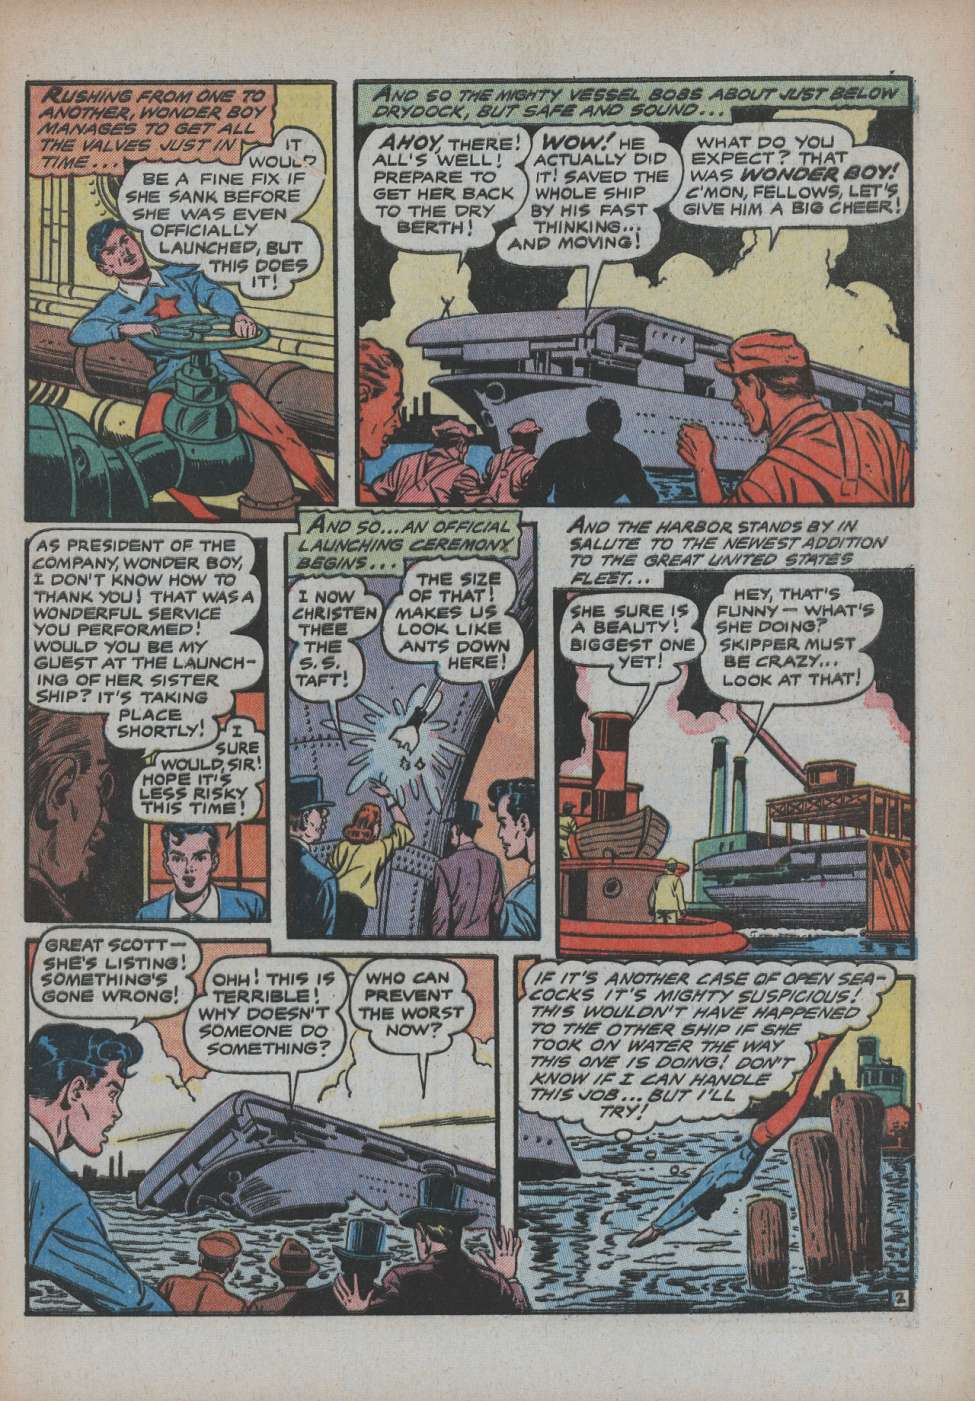 RUSHING FROM ONE TO
ANOTHER, WONDER BOY
MANAGES TO GET ALL
THE VALVES JUST IN
TIME...
IT
WOULD
BE A FINE FIX IF
SHE SANK BEFORE
SHE WAS EVEN
OFFICIALLY
LAUNCHED, BUT
THIS DOES
IT!
AND SO THE MIGHTY VESSEL BOBS ABOUT JUST BELOW
DRYDOCK, BUT SAFE AND SOUND...
AHOY, THERE!
ALL'S WELL!
PREPARE TO
GET HER BACK
TO THE DRY
BERTH!
WOW! HE
ACTUALLY DID
IT! SAVED THE
WHOLE SHIP
BY HIS FAST
THINKING...
AND MOVING!
WHAT DO YOU
EXPECT? THAT
WAS WONDER BOY!
C'MON, FELLOWS, LET'S
GIVE HIM A BIG CHEER!
AS PRESIDENT OF THE
COMPANY, WONDER BOY,
I DON'T KNOW HOW TO
THANK YOU! THAT WAS A
WONDERFUL SERVICE
YOU PERFORMED!
WOULD YOU BE MY
GUEST AT THE LAUNCH-
ING OF HER SISTER
SHIP? IT'S TAKING
PLACE
SHORTLY!
I
SURE
WOULD, SIR!
HOPE IT'S
LESS RISKY
THIS TIME!
AND SO...AN OFFICIAL
LAUNCHING CEREMONY
BEGINS...
I NOW
CHRISTEN
THEE
THE
S.S.
TAFT!
THE SIZE
OF THAT!
MAKES US
LOOK LIKE
ANTS DOWN
HERE!
AND THE HARBOR STANDS BY IN
SALUTE TO THE NEWEST ADDITION
TO THE GREAT UNITED STATES
FLEET...
SHE SURE IS
A BEAUTY!
BIGGEST ONE
YET!
HEY, THAT'S
FUNNY—WHAT'S
SHE DOING?
SKIPPER MUST
BE CRAZY...
LOOK AT THAT!
GREAT SCOTT—
SHE'S LISTING!
SOMETHING'S
GONE WRONG!
OHH! THIS IS
TERRIBLE!
WHY DOESN'T
SOMEONE DO
SOMETHING?
WHO CAN
PREVENT
THE WORST
NOW?
IF IT'S ANOTHER CASE OF OPEN SEA-
COCKS IT'S MIGHTY SUSPICIOUS!
THIS WOULDN'T HAVE HAPPENED
TO THE OTHER SHIP IF SHE
TOOK ON WATER THE WAY
THIS ONE IS DOING! DON'T
KNOW IF I CAN HANDLE
THIS JOB... BUT I'LL
TRY!
2